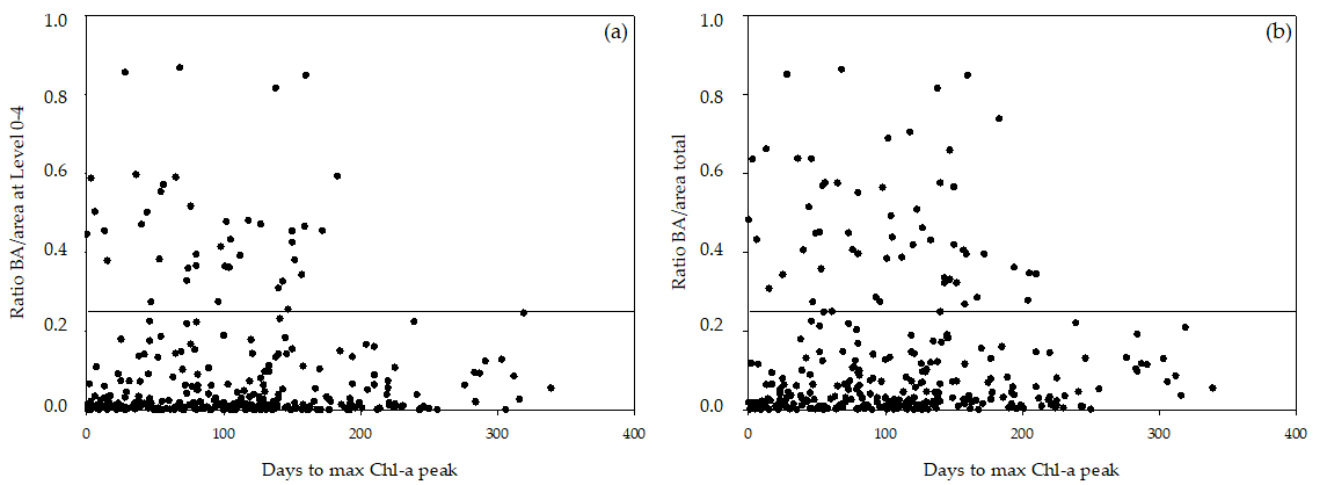 (a)
Ratio BA/area at Level 0-4
1.0
0.8
0.6
0.4
0.2
0.0
0 100 200 300 400
Days to max Chl-a peak
(b)
Ratio BA/area total
1.0
0.8
0.6
0.4
0.2
0.0
0 100 200 300 400
Days to max Chl-a peak